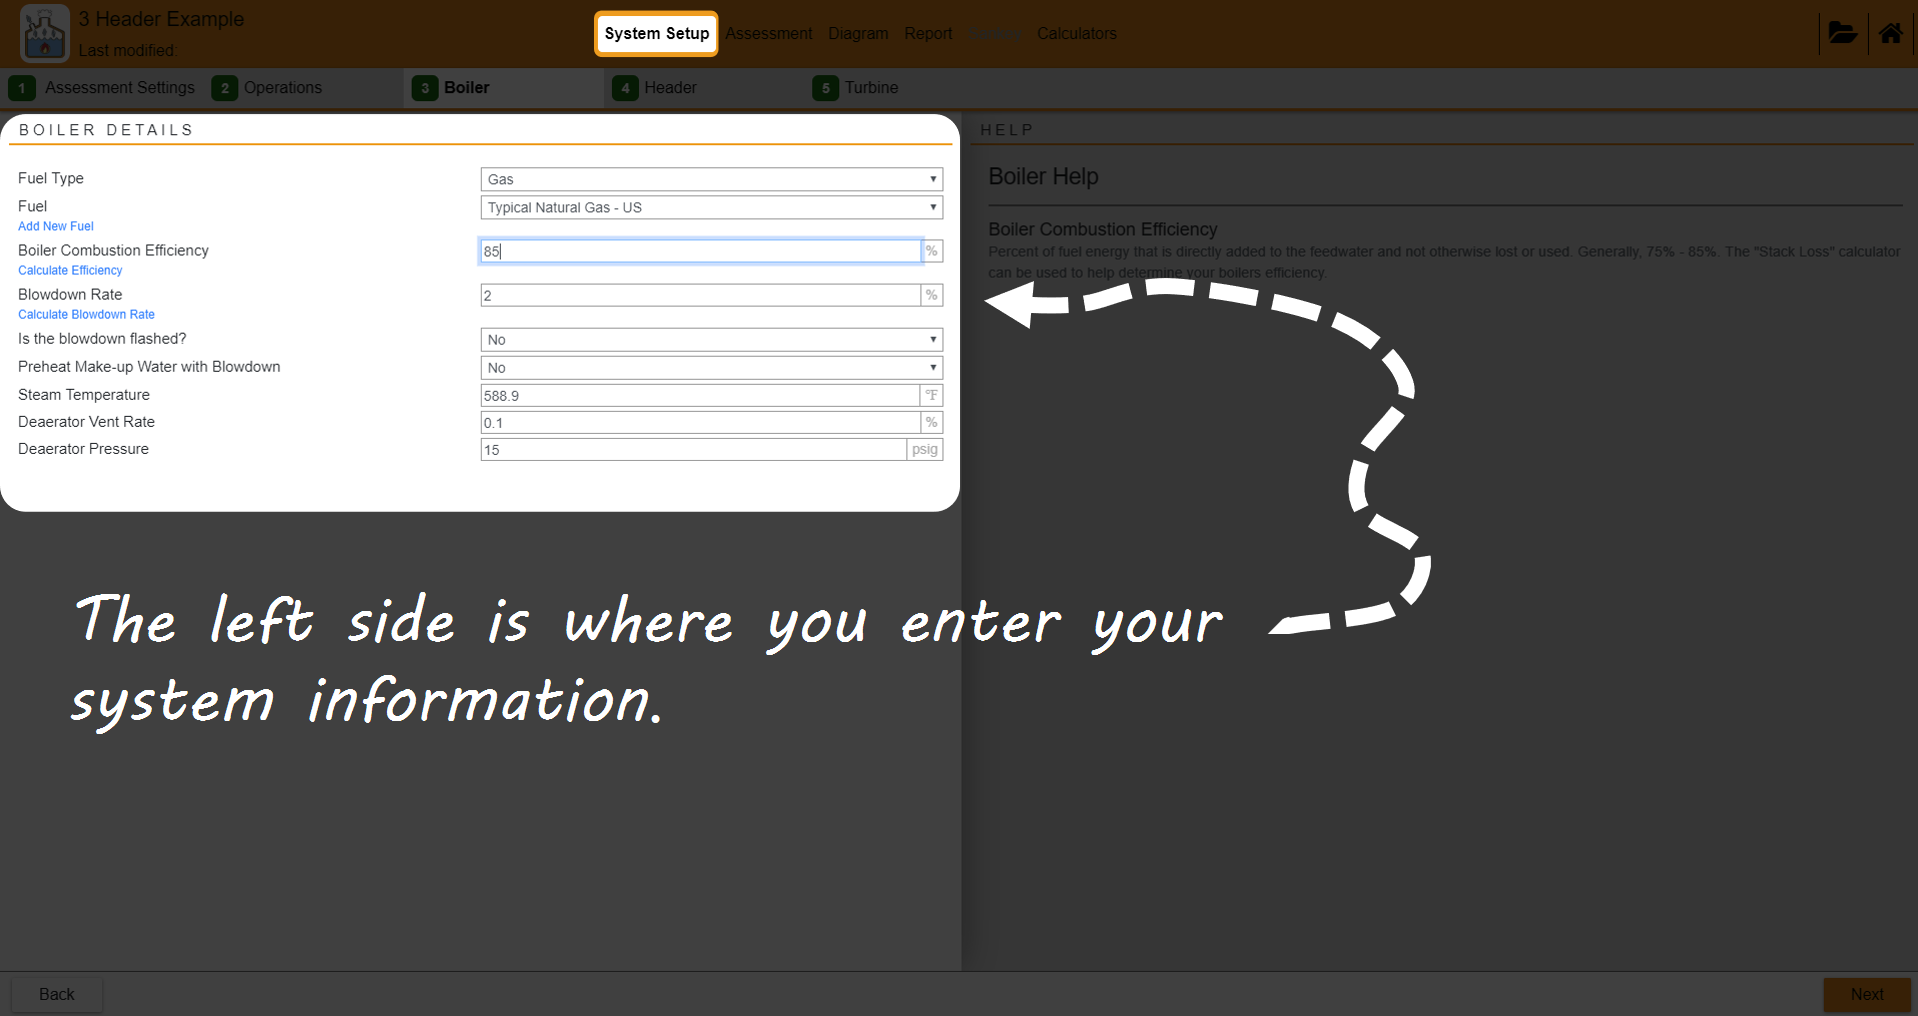 3 Header Example
Last modified:
System Setup Assessment Diagram Report Calculators
1 Assessment Settings 2 Operations 3 Boiler 4 Header 5 Turbine
BOILER DETAILS
Fuel Type Gas
Fuel Typical Natural Gas - US
Add New Fuel
Boiler Combustion Efficiency 85 %
Calculate Efficiency
Blowdown Rate 2 %
Calculate Blowdown Rate
Is the blowdown flashed? No
Preheat Make-up Water with Blowdown No
Steam Temperature 588.9 °F
Deaerator Vent Rate 0.1 %
Deaerator Pressure 15 psig
HELP
Boiler Help
Boiler Combustion Efficiency
Percent of fuel energy that is directly added to the feedwater and not otherwise lost or used. Generally, 75% - 85%. The "Stack Loss" calculator
can be used to help determine your boilers efficiency.
The left side is where you enter your
system information.
Back Next